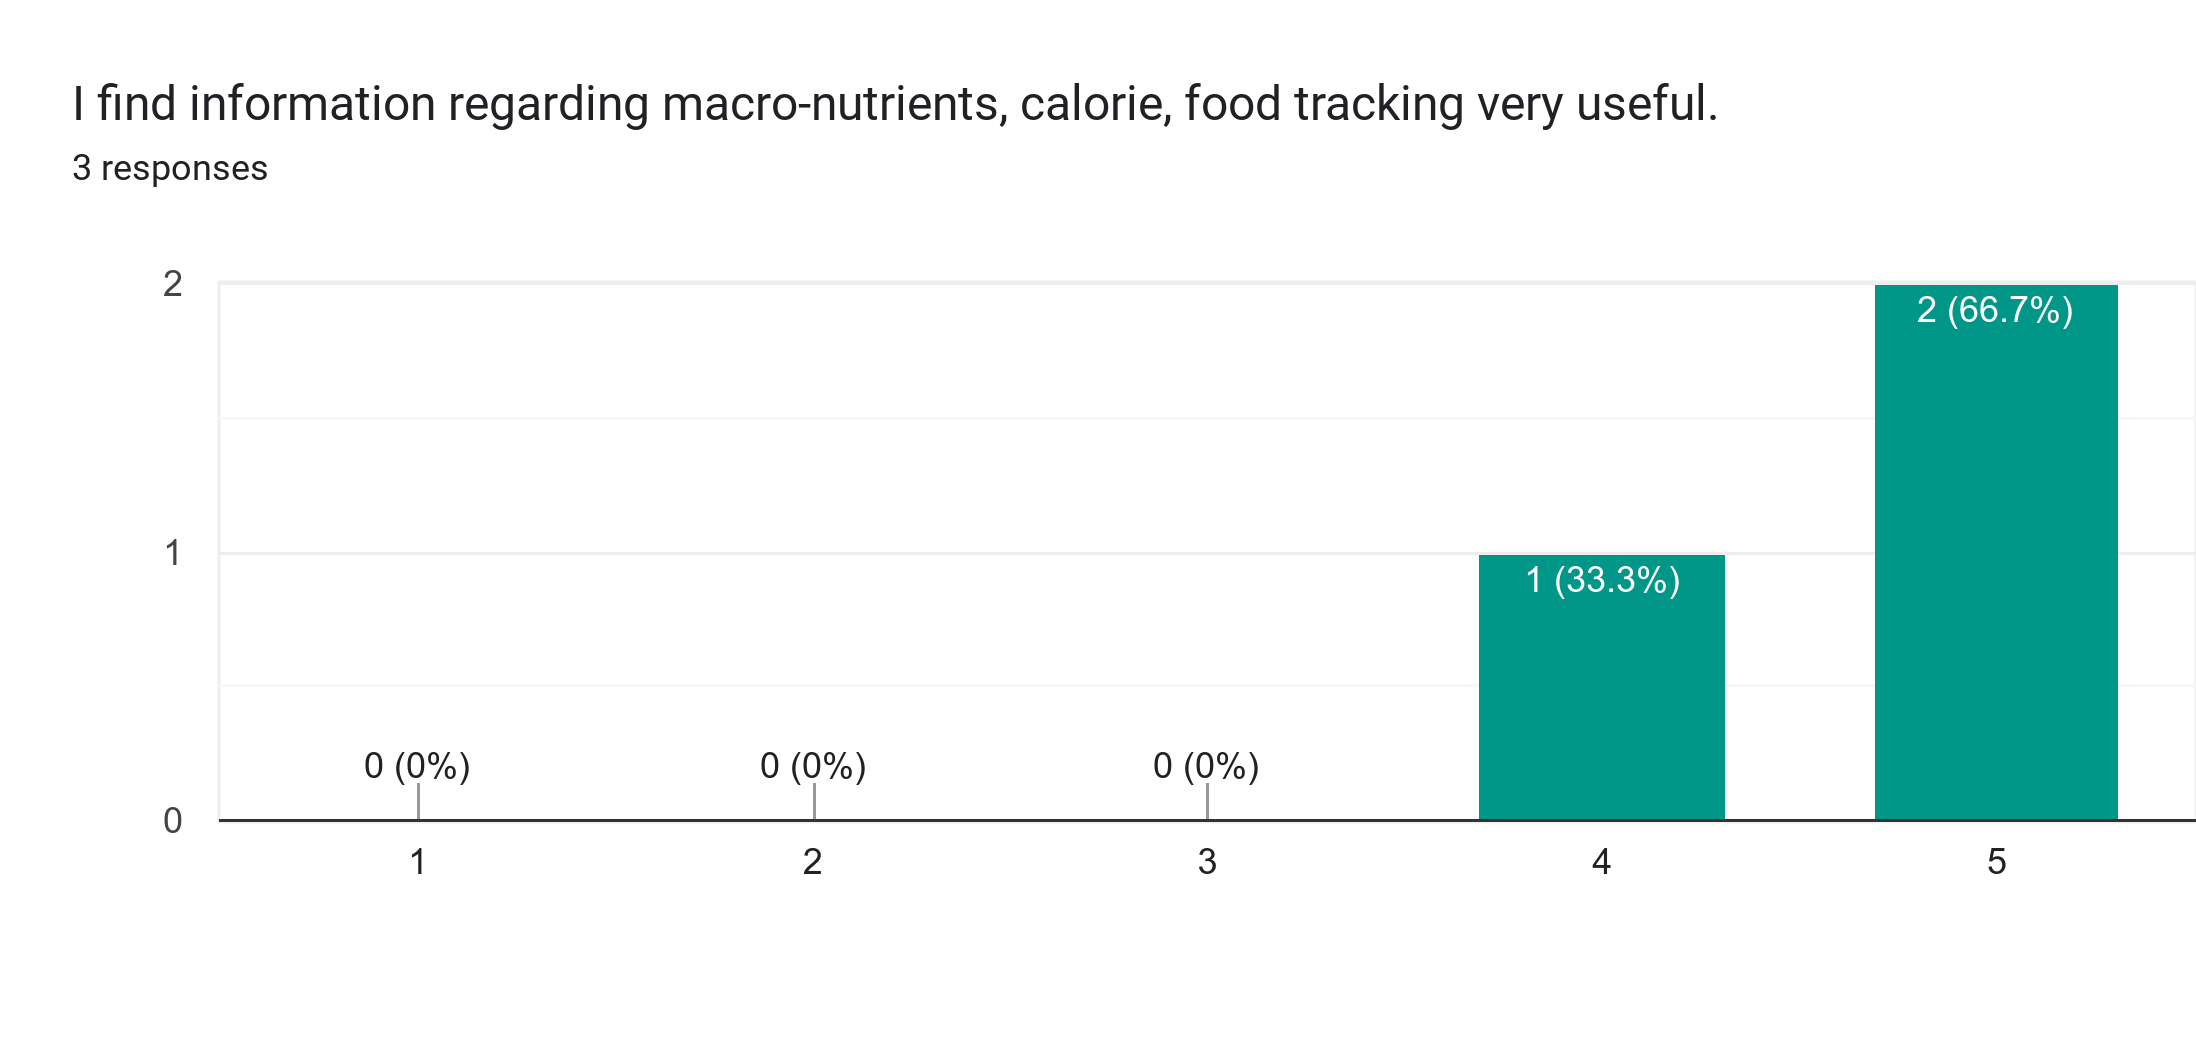 I find information regarding macro-nutrients, calorie, food tracking very useful.
3 responses
2
2 (66.7%)
1
1 (33.3%)
0 (0%) 0 (0%) 0 (0%)
0
1 2 3 4 5